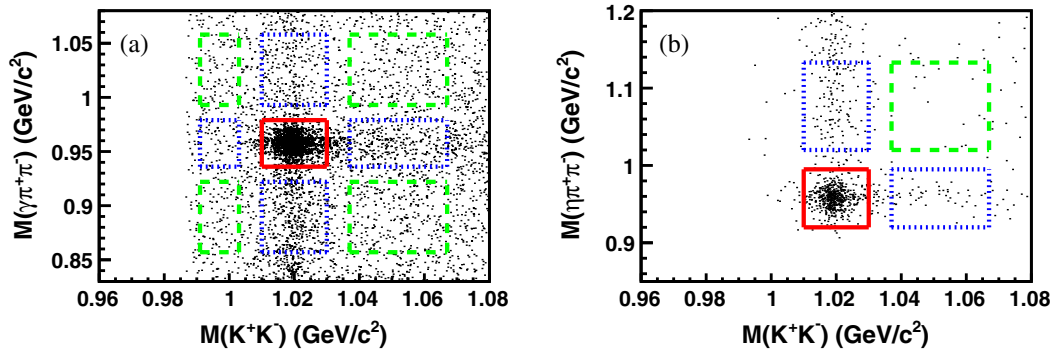 (a)
M(γπ+π-) (GeV/c²)
1.05
1
0.95
0.9
0.85
0.96 0.98 1 1.02 1.04 1.06 1.08
M(K⁺K⁻) (GeV/c²)
(b)
M(ηπ+π-) (GeV/c²)
1.2
1.1
1
0.9
0.96 0.98 1 1.02 1.04 1.06 1.08
M(K⁺K⁻) (GeV/c²)